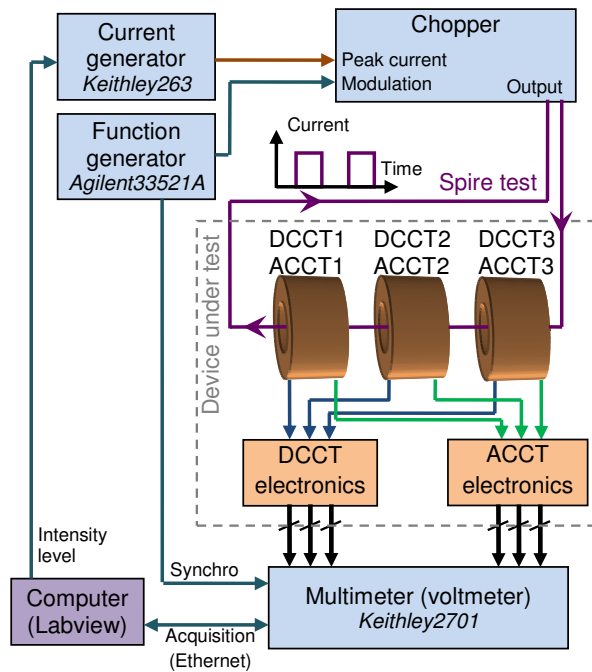 Current
generator
Keithley263
Chopper
Peak current
Modulation
Output
Function
generator
Agilent33521A
Current
Time
Spire test
Device under test
DCCT1
ACCT1
DCCT2
ACCT2
DCCT3
ACCT3
DCCT
electronics
ACCT
electronics
Intensity
level
Synchro
Computer
(Labview)
Acquisition
(Ethernet)
Multimeter (voltmeter)
Keithley2701